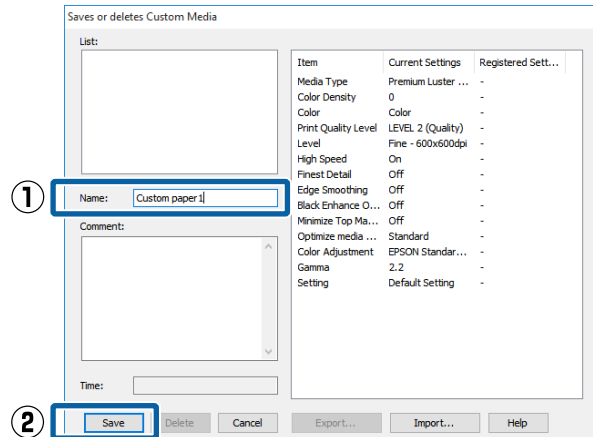 Saves or deletes Custom Media
List:
Item Current Settings Registered Sett...
Media Type Premium Luster ... -
Color Density 0 -
Color Color -
Print Quality Level LEVEL 2 (Quality) -
Level Fine - 600x600dpi -
High Speed On -
Finest Detail Off -
Edge Smoothing Off -
Black Enhance O... Off -
Minimize Top Ma... Off -
Optimize media ... Standard -
Color Adjustment EPSON Standar... -
Gamma 2.2 -
Setting Default Setting -
① Name: Custom paper1
Comment:
Time:
② Save Delete Cancel Export... Import... Help